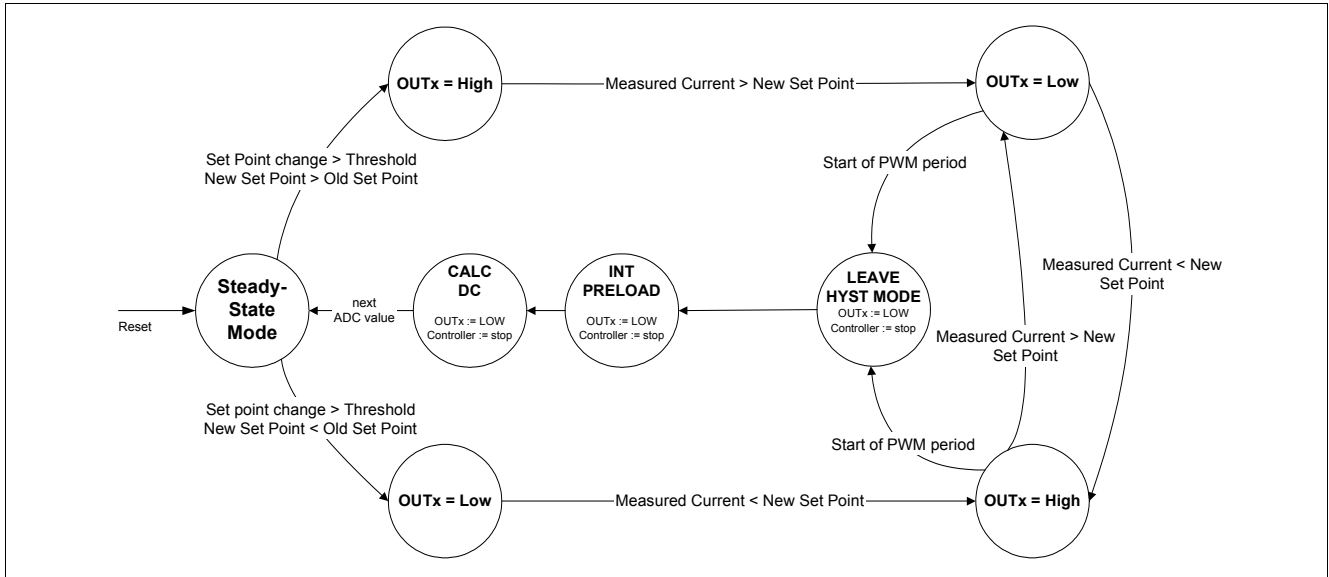 OUTx = High
Measured Current > New Set Point
OUTx = Low
Set Point change > Threshold
New Set Point > Old Set Point
Start of PWM period
Reset
Steady-
State
Mode
next
ADC value
CALC
DC
OUTx := LOW
Controller := stop
INT
PRELOAD
OUTx := LOW
Controller := stop
LEAVE
HYST MODE
OUTx := LOW
Controller := stop
Measured Current < New
Set Point
Measured Current > New
Set Point
Set point change > Threshold
New Set Point < Old Set Point
Start of PWM period
OUTx = Low
Measured Current < New Set Point
OUTx = High